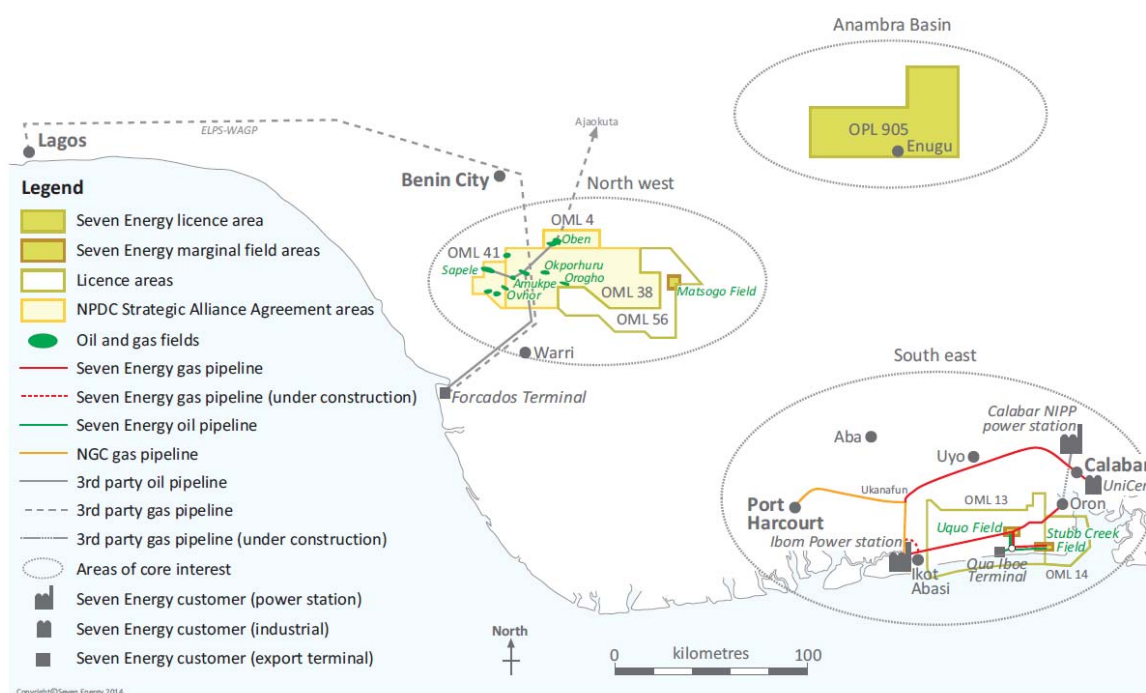 Anambra Basin
OPL 905
Enugu
ELPS-WAGP
Lagos
Ajaokuta
Benin City
North west
OML 4
Loben
OML 41
Sapele
Okporhuru
Orogho
Amukpe
Ovhor
OML 38
Matsogo Field
OML 56
Warri
Forcados Terminal
Legend
Seven Energy licence area
Seven Energy marginal field areas
Licence areas
NPDC Strategic Alliance Agreement areas
Oil and gas fields
Seven Energy gas pipeline
Seven Energy gas pipeline (under construction)
Seven Energy oil pipeline
NGC gas pipeline
3rd party oil pipeline
3rd party gas pipeline
3rd party gas pipeline (under construction)
Areas of core interest
Seven Energy customer (power station)
Seven Energy customer (industrial)
Seven Energy customer (export terminal)
South east
Calabar NIPP
power station
Aba
Uyo
Calabar
UniCem
Ukanafun
OML 13
Oron
Port
Harcourt
Uquo Field
Stubb Creek
Field
Ibom Power station
Qua Iboe
Terminal
Ikot
Abasi
OML 14
North
0 kilometres 100
Copyright©Seven Energy 2014